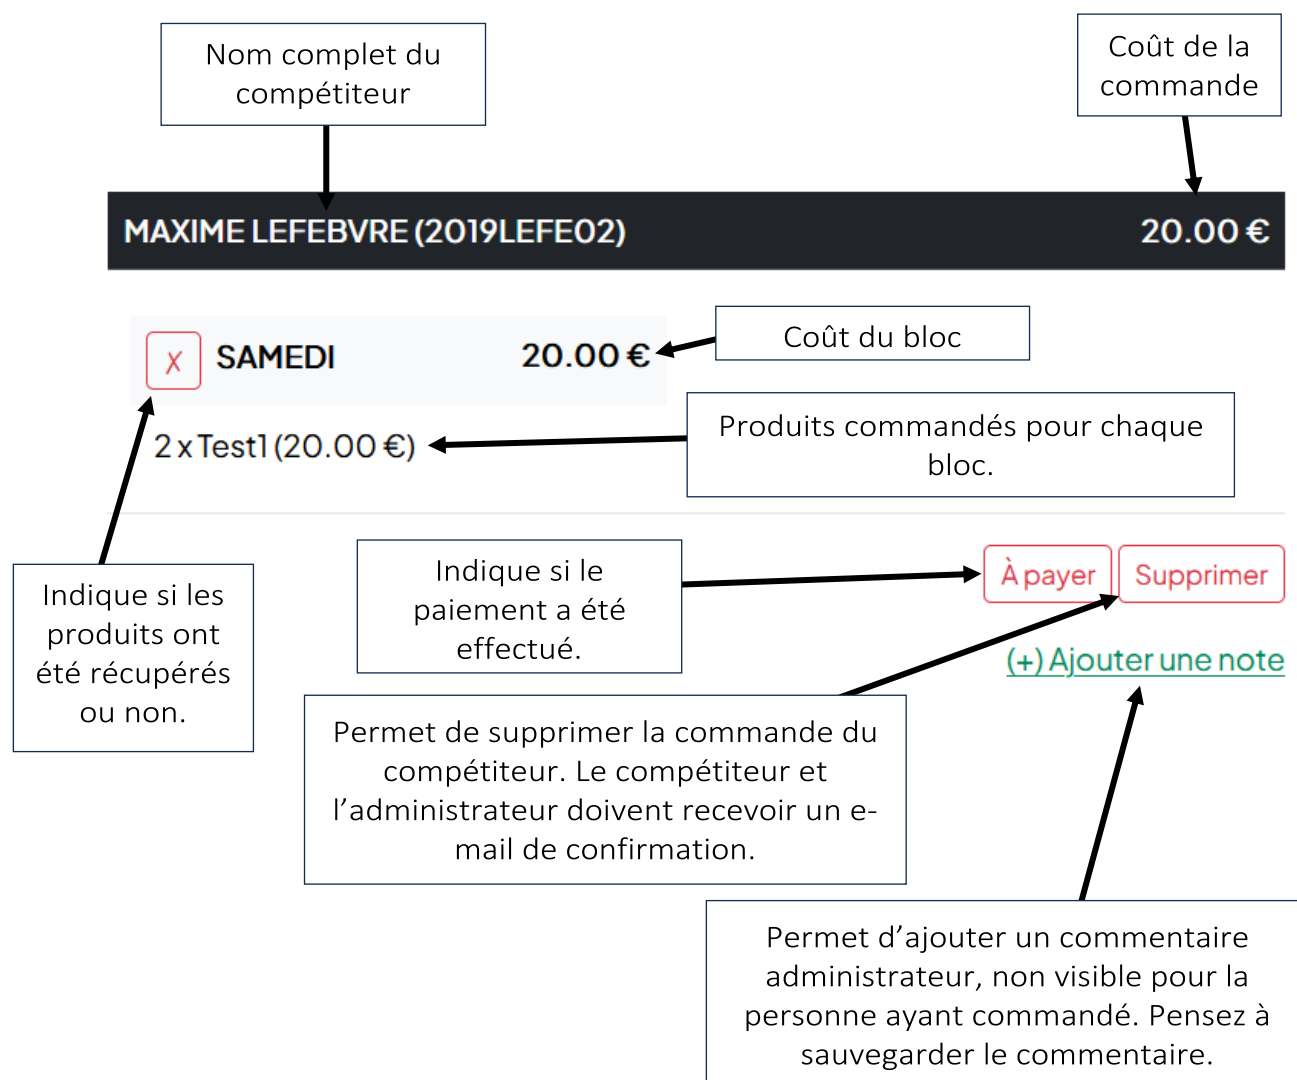 Nom complet du
compétiteur
Coût de la
commande
MAXIME LEFEBVRE (2019LEFE02)
20.00 €
X SAMEDI
20.00 €
Coût du bloc
2 x Test1 (20.00 €)
Produits commandés pour chaque
bloc.
Indique si les
produits ont
été récupérés
ou non.
Indique si le
paiement a été
effectué.
À payer
Supprimer
(+) Ajouter une note
Permet de supprimer la commande du
compétiteur. Le compétiteur et
l’administrateur doivent recevoir un e-
mail de confirmation.
Permet d’ajouter un commentaire
administrateur, non visible pour la
personne ayant commandé. Pensez à
sauvegarder le commentaire.